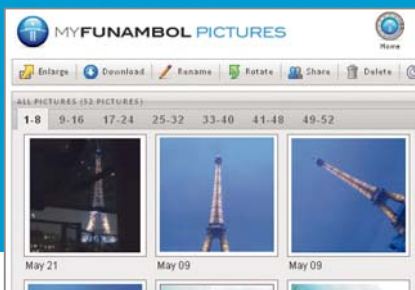 MYFUNAMBOL PICTURES
Home
Enlarge Download Rename Rotate Share Delete
ALL PICTURES (52 PICTURES)
1-8 9-16 17-24 25-32 33-40 41-48 49-52
May 21 May 09 May 09